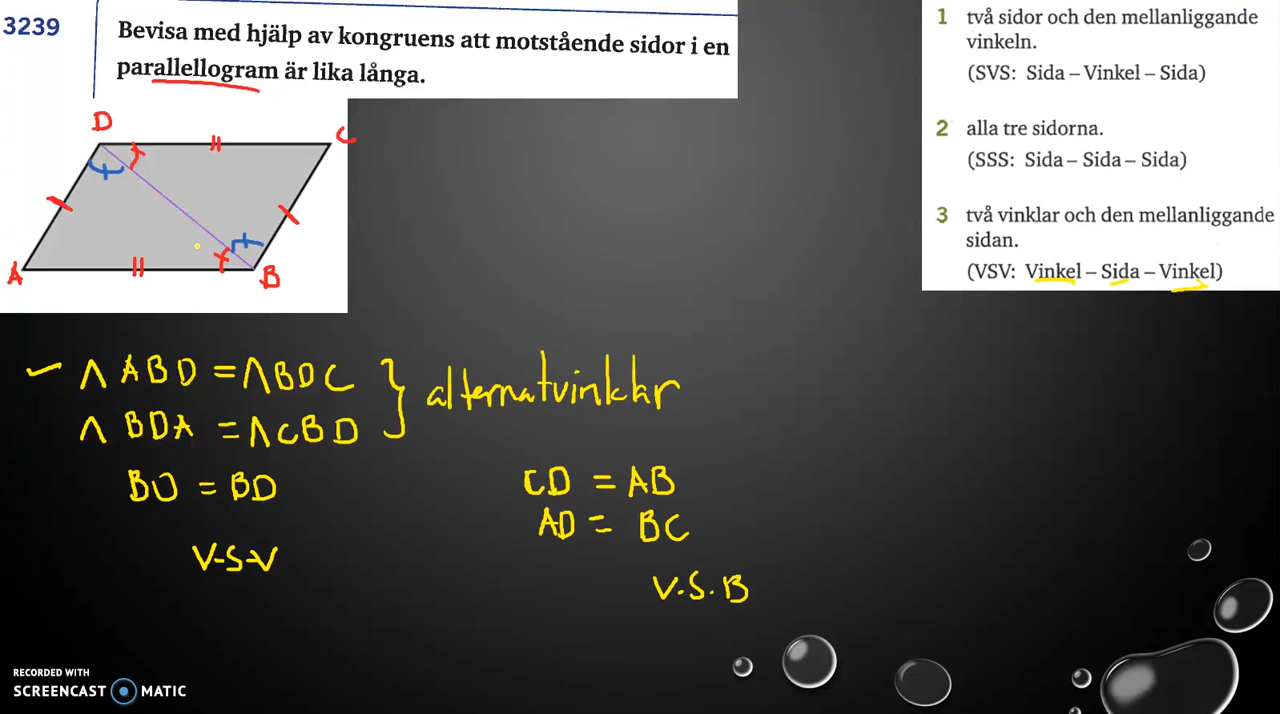 3239
Bevisa med hjälp av kongruens att motstående sidor i en
parallellogram är lika långa.
1 två sidor och den mellanliggande
vinkeln.
(SVS: Sida – Vinkel – Sida)
2 alla tre sidorna.
(SSS: Sida – Sida – Sida)
3 två vinklar och den mellanliggande
sidan.
(VSV: Vinkel – Sida – Vinkel)
D
C
A
B
∧ ABD = ∧BDC } alternatvinklar
∧ BDA = ∧CBD
BD = BD
V-S-V
CD = AB
AD = BC
V.S.B
RECORDED WITH
SCREENCAST MATIC